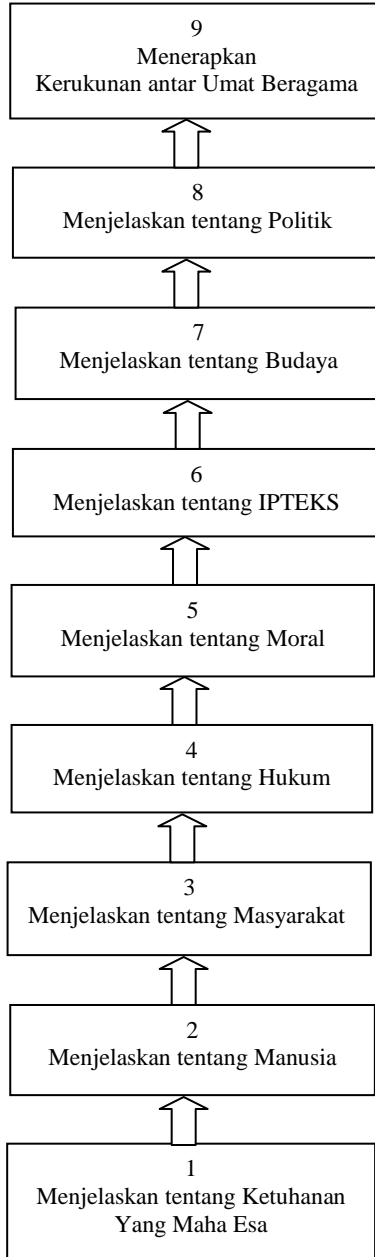 9
Menerapkan
Kerukunan antar Umat Beragama
8
Menjelaskan tentang Politik
7
Menjelaskan tentang Budaya
6
Menjelaskan tentang IPTEKS
5
Menjelaskan tentang Moral
4
Menjelaskan tentang Hukum
3
Menjelaskan tentang Masyarakat
2
Menjelaskan tentang Manusia
1
Menjelaskan tentang Ketuhanan
Yang Maha Esa